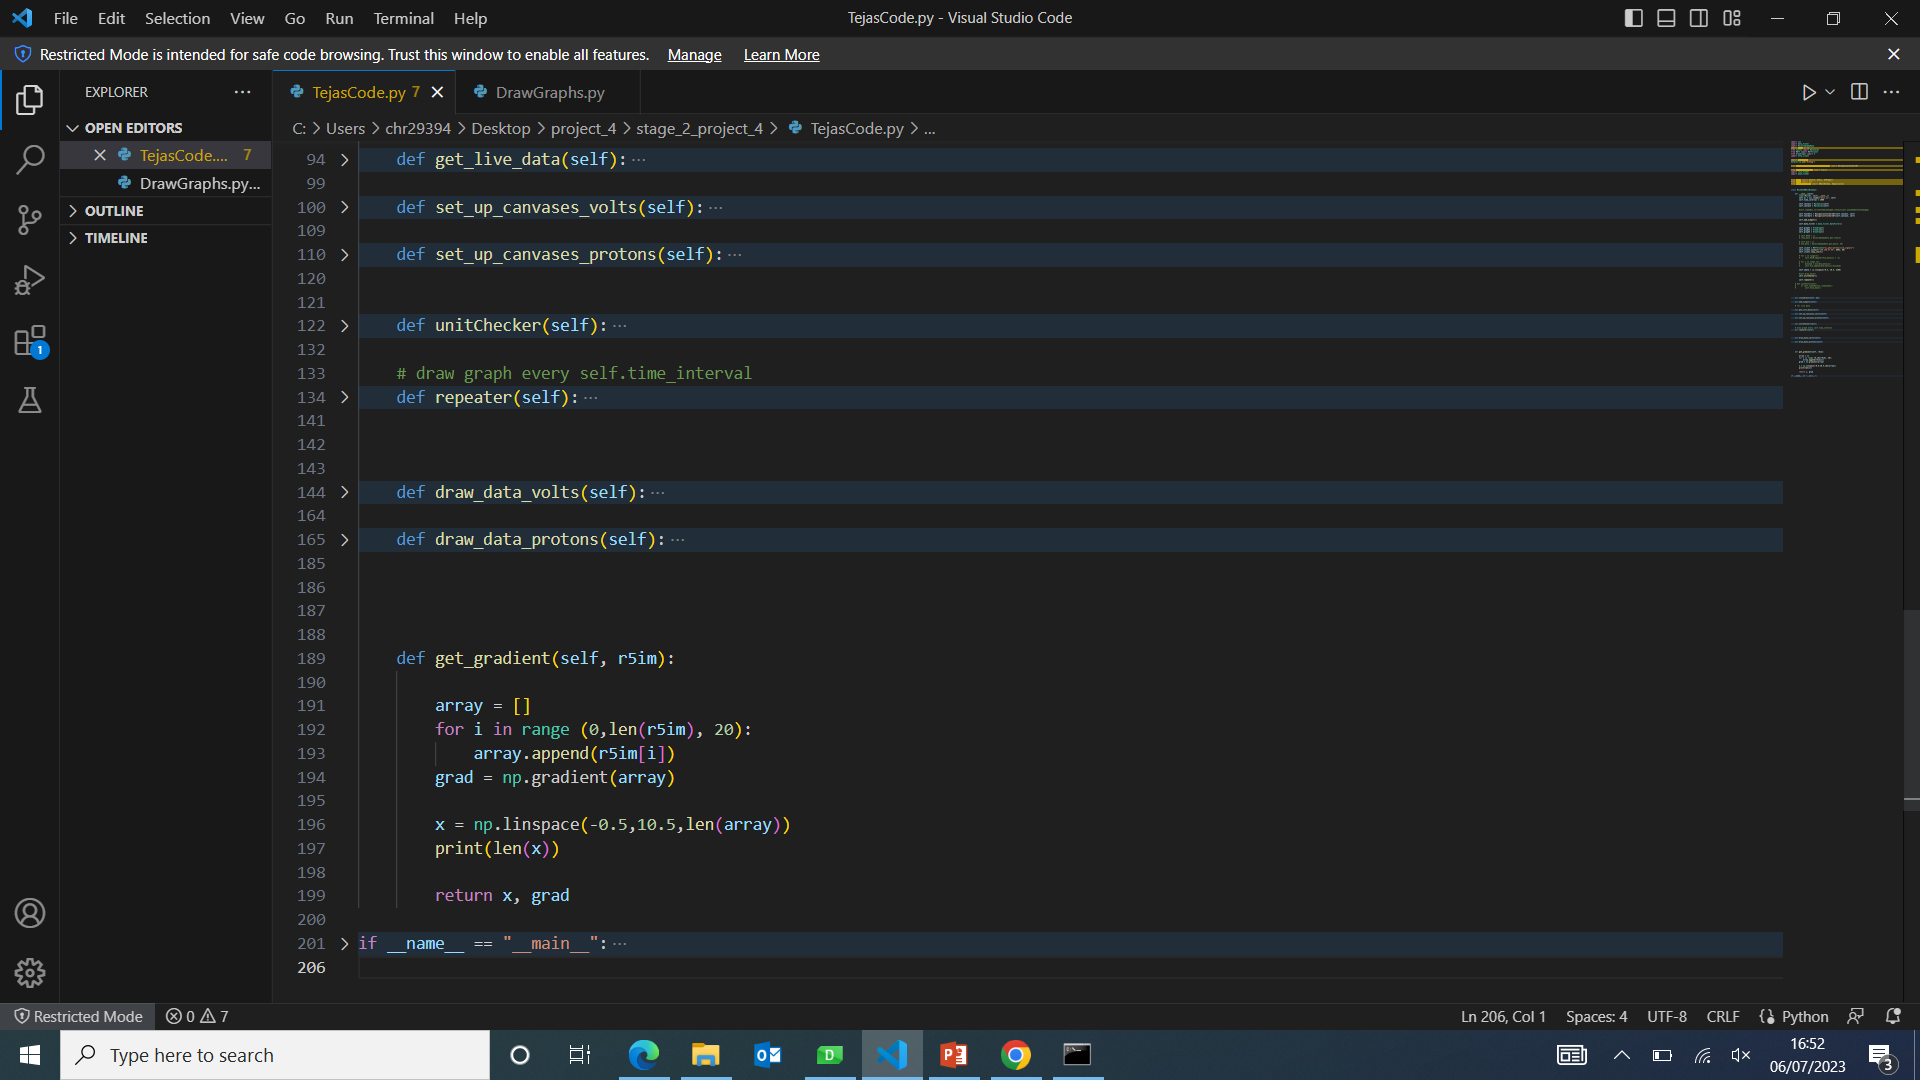 File Edit Selection View Go Run Terminal Help
TejasCode.py - Visual Studio Code
Restricted Mode is intended for safe code browsing. Trust this window to enable all features. Manage Learn More
EXPLORER
OPEN EDITORS
TejasCode.... 7
DrawGraphs.py...
OUTLINE
TIMELINE
1
TejasCode.py 7
DrawGraphs.py
C: > Users > chr29394 > Desktop > project_4 > stage_2_project_4 > TejasCode.py > ...
94 def get_live_data(self): ...
99
100 def set_up_canvases_volts(self): ...
109
110 def set_up_canvases_protons(self): ...
120
121
122 def unitChecker(self): ...
132
133 # draw graph every self.time_interval
134 def repeater(self): ...
141
142
143
144 def draw_data_volts(self): ...
164
165 def draw_data_protons(self): ...
185
186
187
188
189 def get_gradient(self, r5im):
190
191 array = []
192 for i in range (0,len(r5im), 20):
193 array.append(r5im[i])
194 grad = np.gradient(array)
195
196 x = np.linspace(-0.5,10.5,len(array))
197 print(len(x))
198
199 return x, grad
200
201 if __name__ == "__main__": ...
206
Restricted Mode 0 7
Ln 206, Col 1 Spaces: 4 UTF-8 CRLF Python
Type here to search
16:52
06/07/2023
3